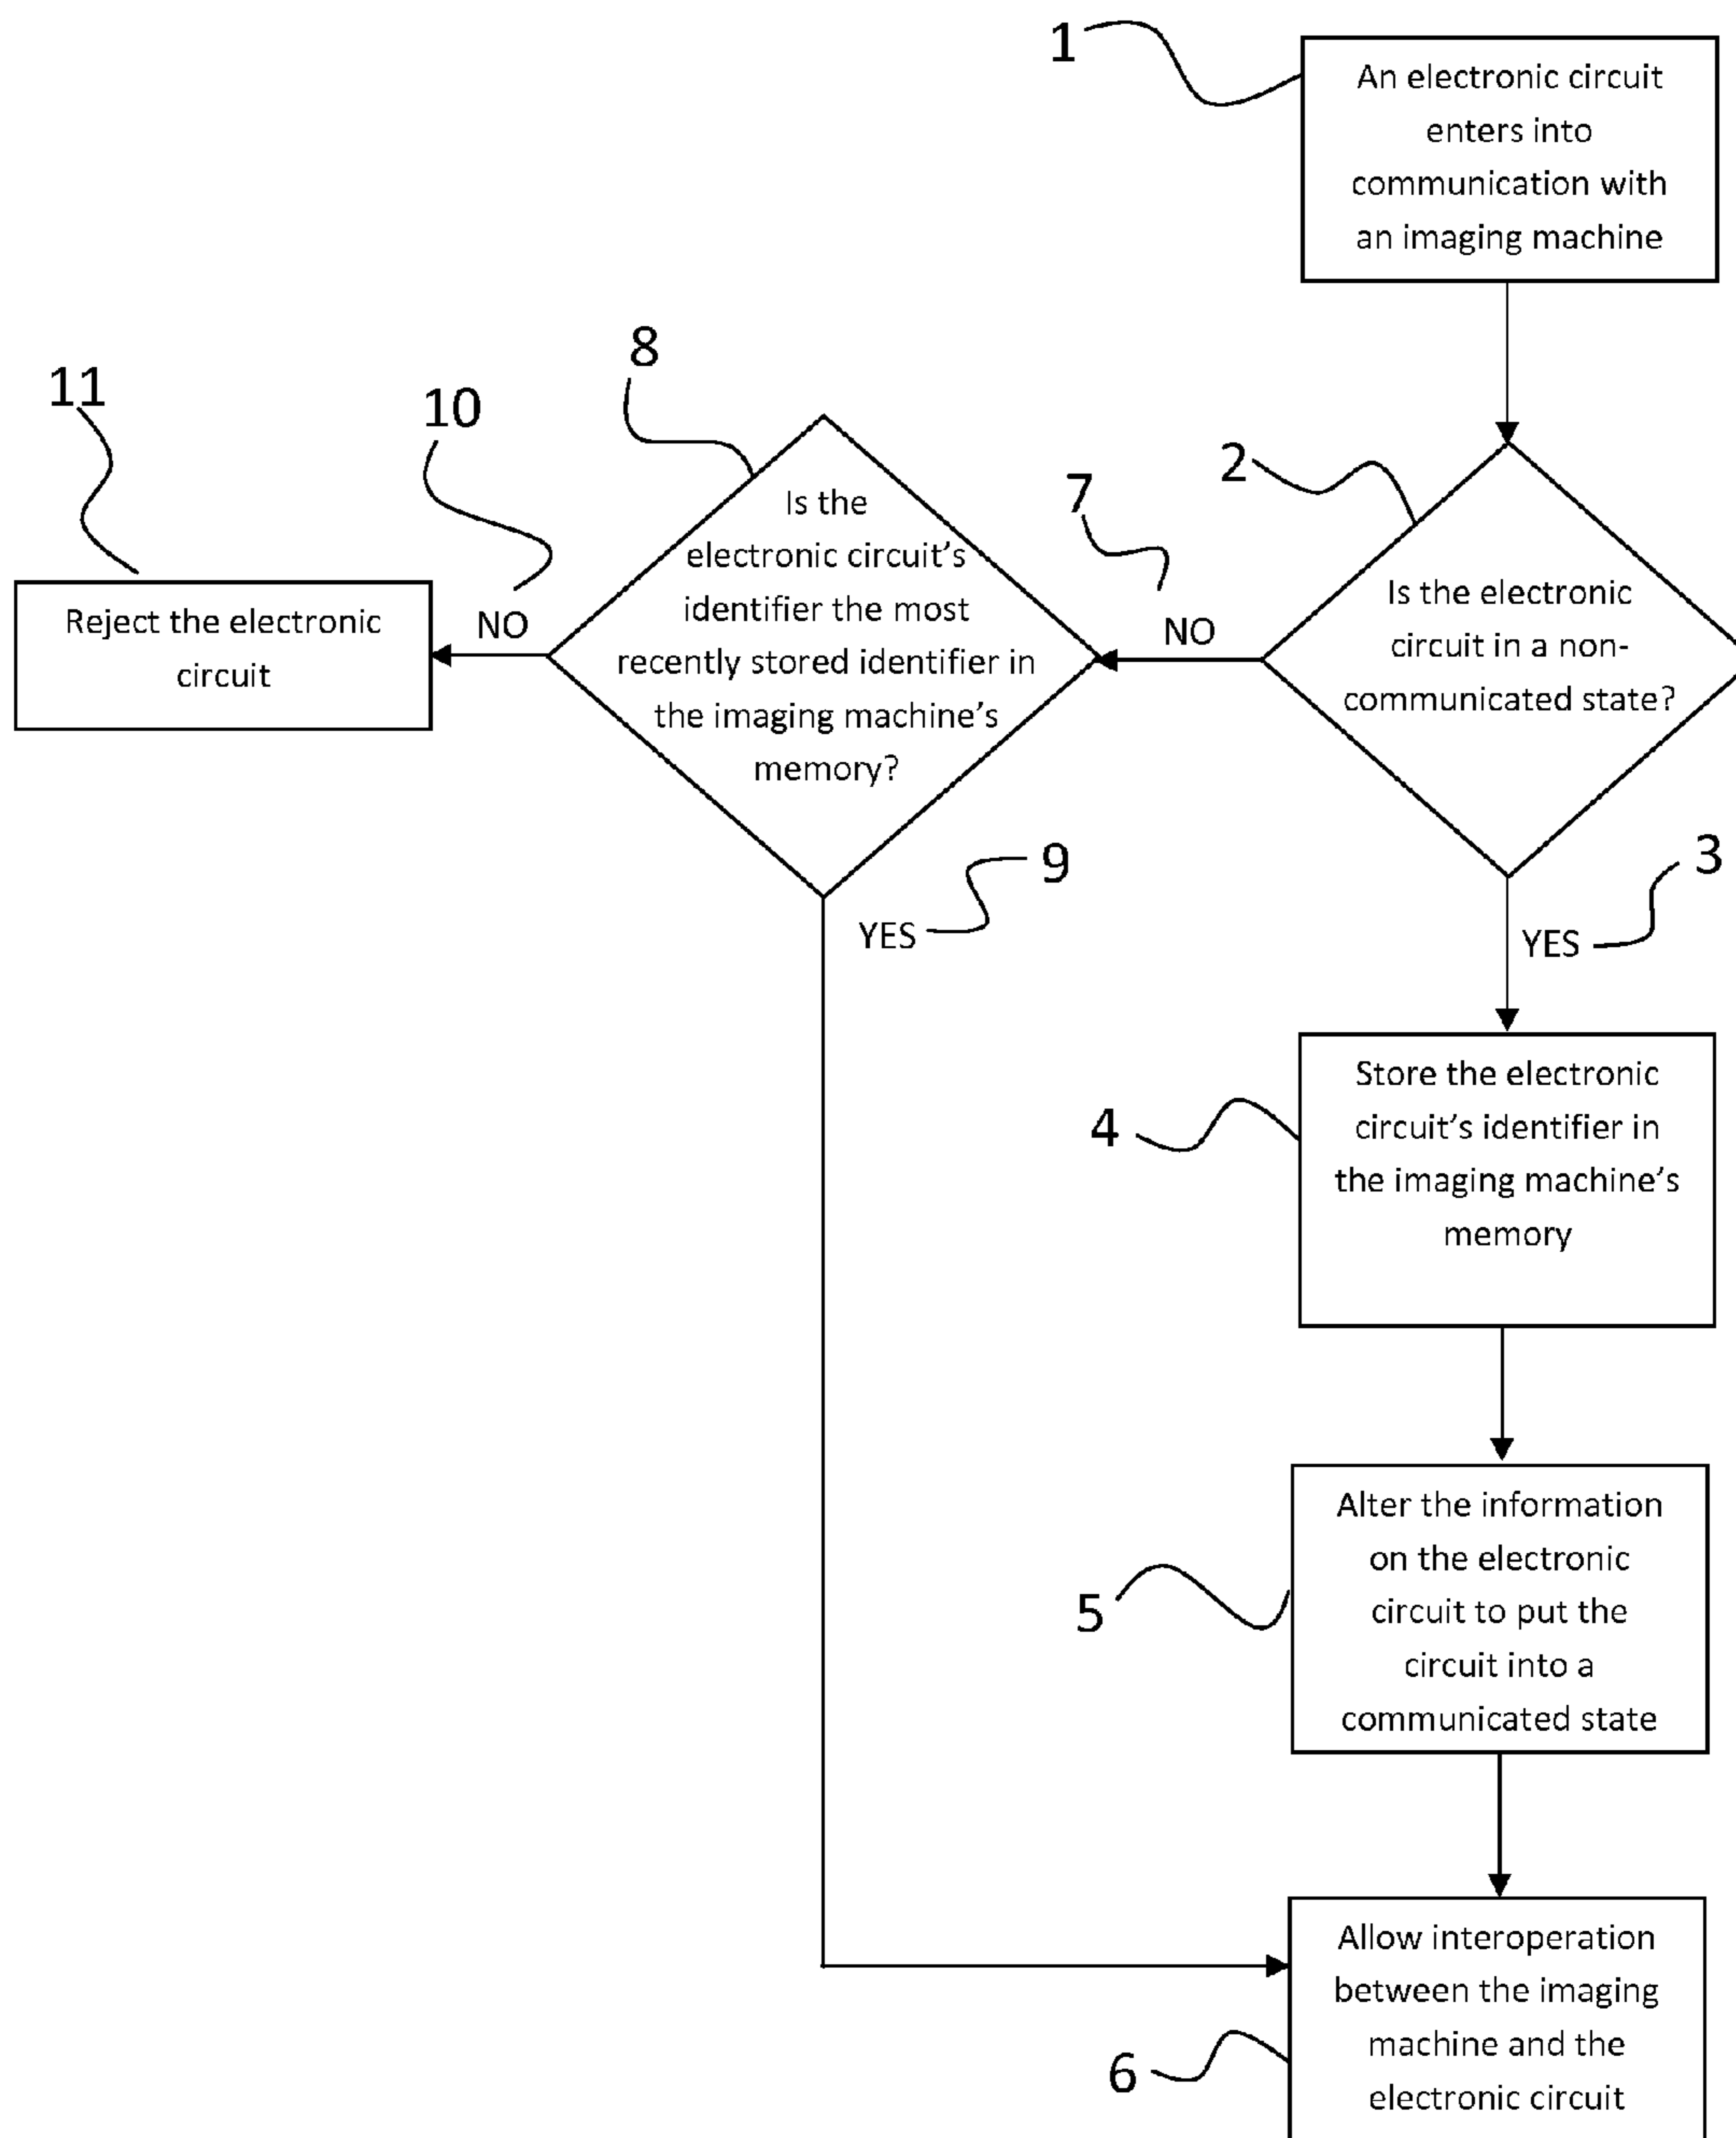 1
An electronic circuit
enters into
communication with
an imaging machine
2
Is the electronic
circuit in a non-
communicated state?
7
NO
8
Is the
electronic circuit’s
identifier the most
recently stored identifier in
the imaging machine’s
memory?
10
NO
11
Reject the electronic
circuit
YES
9
YES
3
4
Store the electronic
circuit’s identifier in
the imaging machine’s
memory
5
Alter the information
on the electronic
circuit to put the
circuit into a
communicated state
6
Allow interoperation
between the imaging
machine and the
electronic circuit